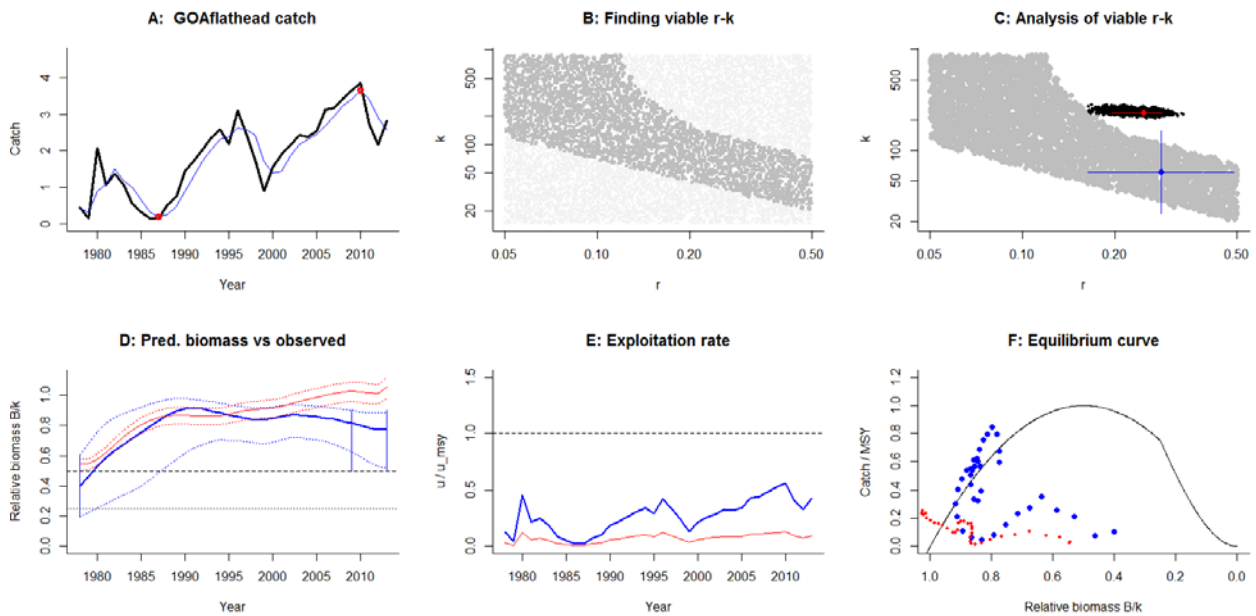 A:  GOAflathead catch
Catch
4
3
2
1
0
1980 1985 1990 1995 2000 2005 2010
Year
B: Finding viable r-k
k
500
200
100
50
20
0.05 0.10 0.20 0.50
r
C: Analysis of viable r-k
k
500
200
100
50
20
0.05 0.10 0.20 0.50
r
D: Pred. biomass vs observed
Relative biomass B/k
1.0
0.8
0.6
0.4
0.2
0.0
1980 1985 1990 1995 2000 2005 2010
Year
E: Exploitation rate
u / u_msy
1.5
1.0
0.5
0.0
1980 1985 1990 1995 2000 2005 2010
Year
F: Equilibrium curve
Catch / MSY
1.2
1.0
0.8
0.6
0.4
0.2
0.0
1.0 0.8 0.6 0.4 0.2 0.0
Relative biomass B/k